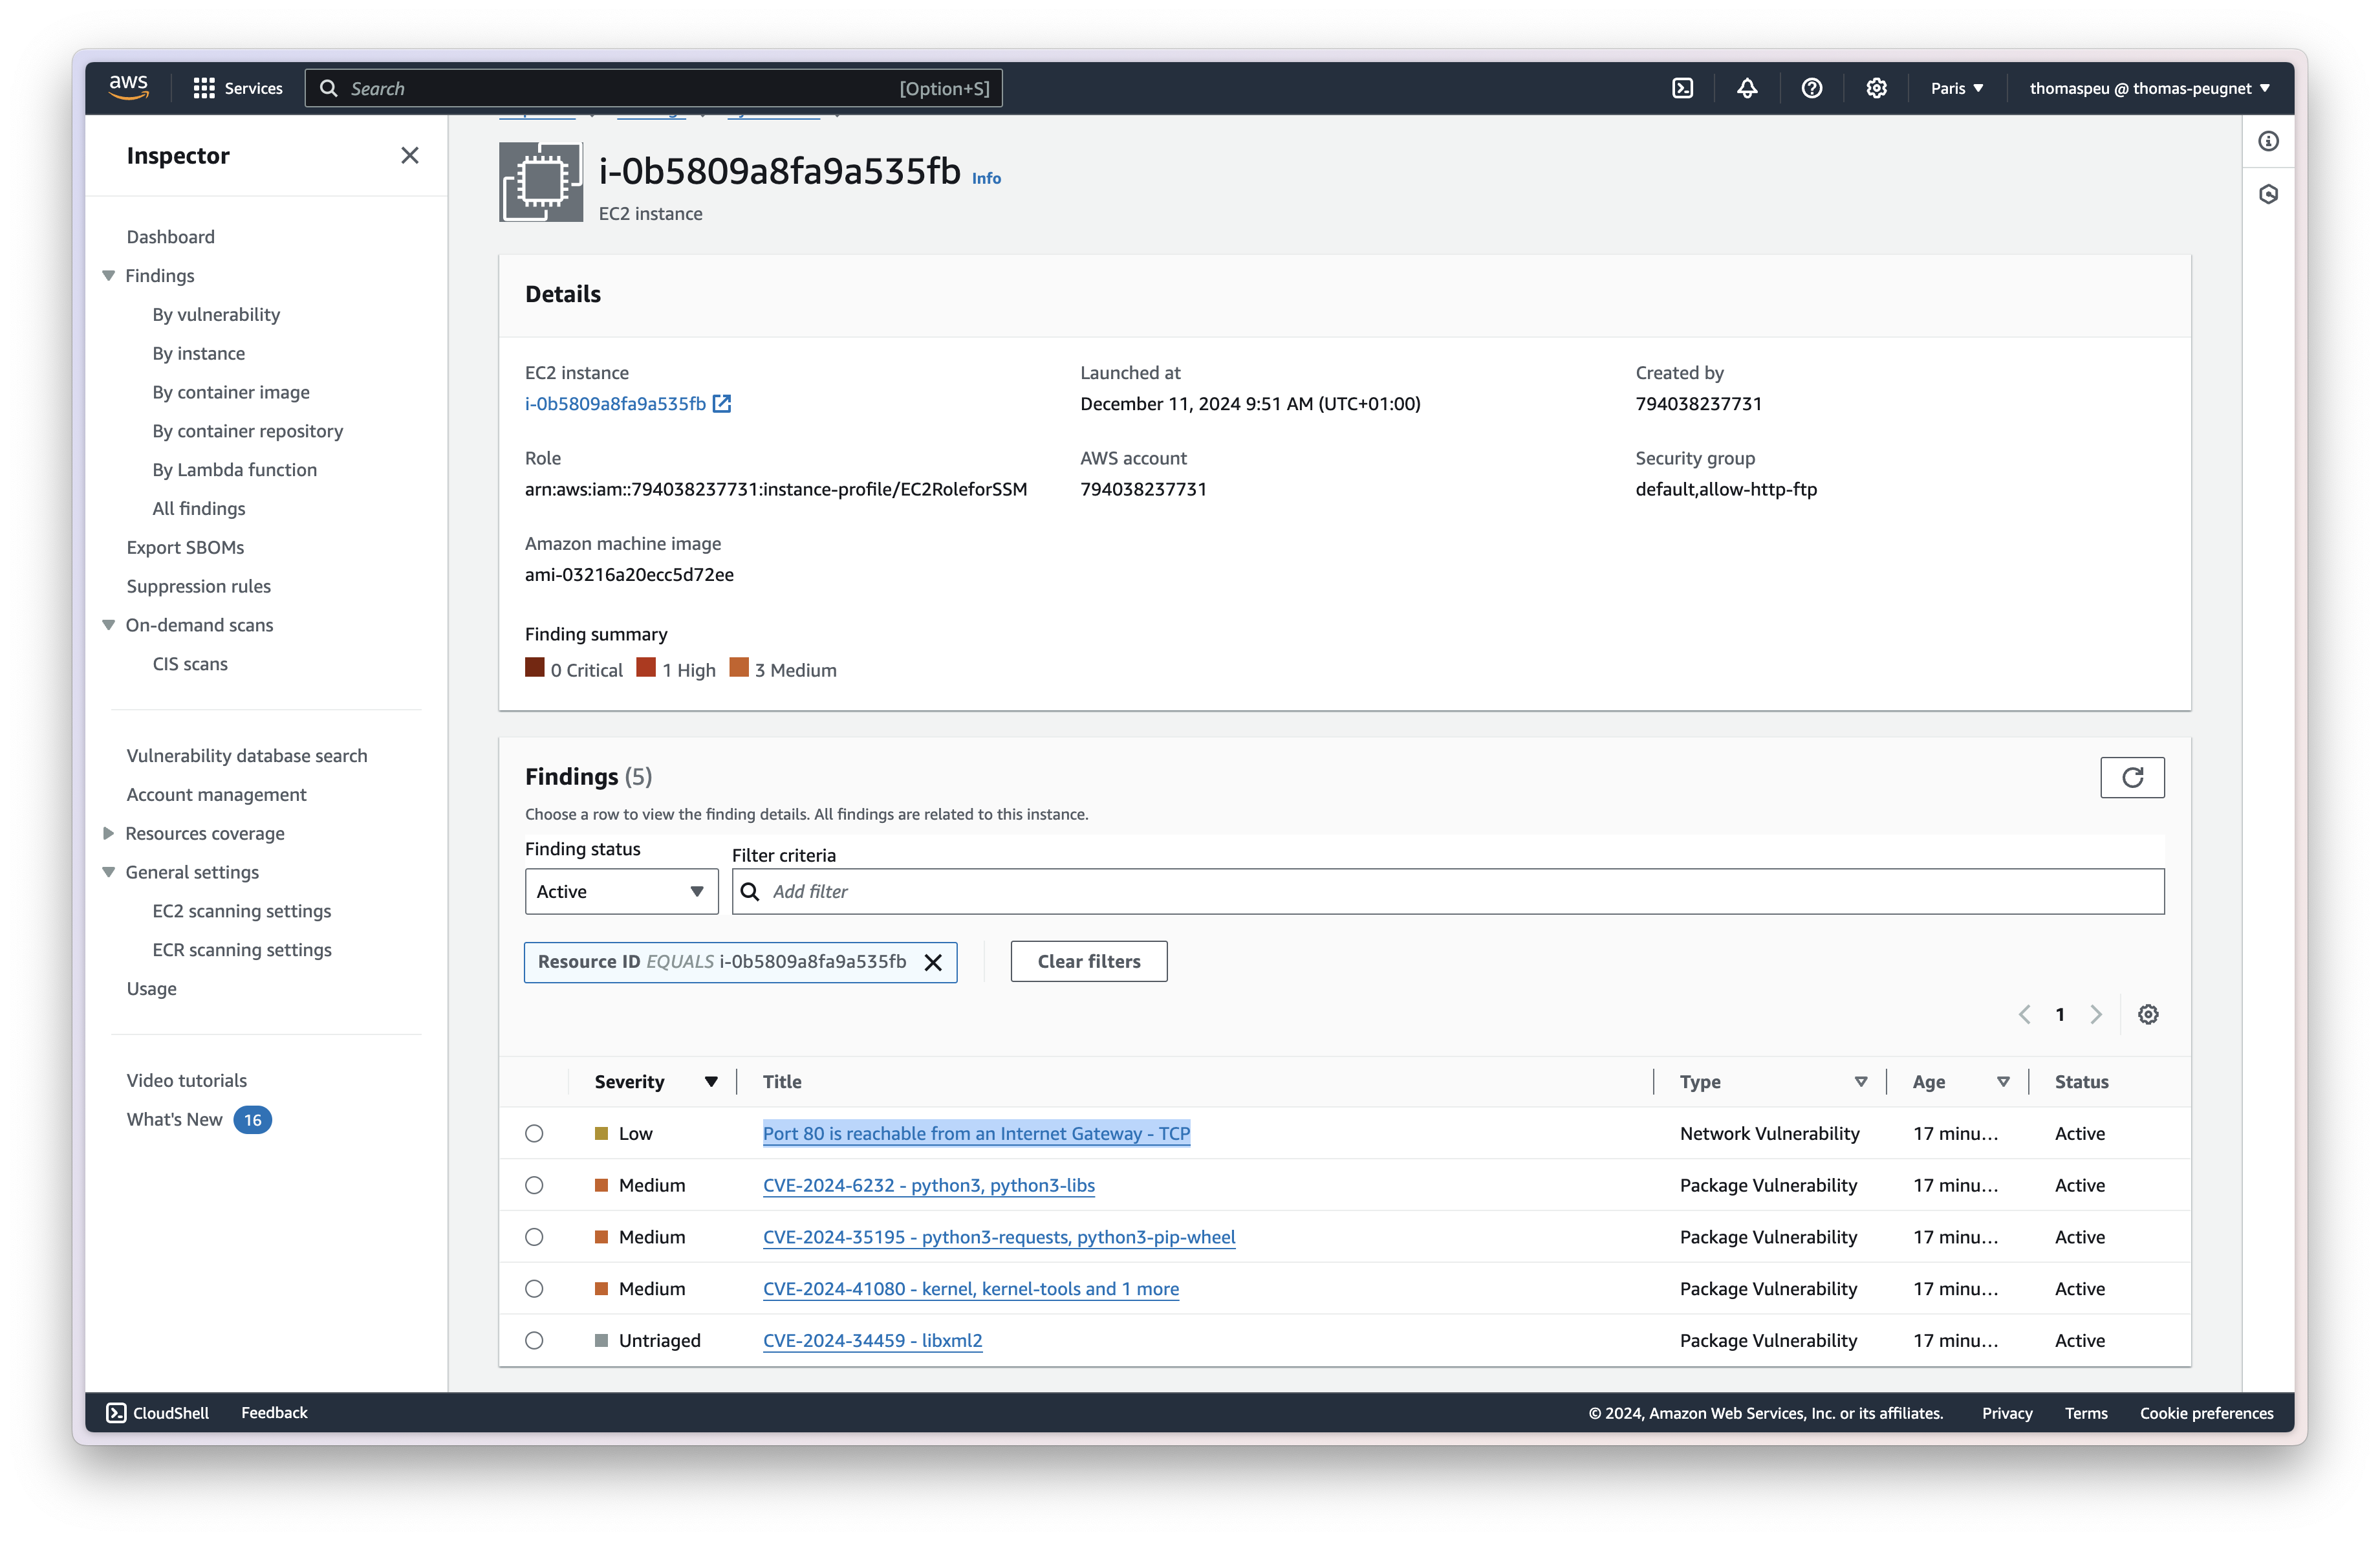 aws
Services
Search
[Option+S]
Paris
thomaspeu @ thomas-peugnet
Inspector
Dashboard
Findings
By vulnerability
By instance
By container image
By container repository
By Lambda function
All findings
Export SBOMs
Suppression rules
On-demand scans
CIS scans
Vulnerability database search
Account management
Resources coverage
General settings
EC2 scanning settings
ECR scanning settings
Usage
Video tutorials
What's New 16
i-0b5809a8fa9a535fb Info
EC2 instance
Details
EC2 instance
i-0b5809a8fa9a535fb
Launched at
December 11, 2024 9:51 AM (UTC+01:00)
Created by
794038237731
Role
arn:aws:iam::794038237731:instance-profile/EC2RoleforSSM
AWS account
794038237731
Security group
default,allow-http-ftp
Amazon machine image
ami-03216a20ecc5d72ee
Finding summary
0 Critical 1 High 3 Medium
Findings (5)
Choose a row to view the finding details. All findings are related to this instance.
Finding status
Active
Filter criteria
Add filter
Resource ID EQUALS i-0b5809a8fa9a535fb
Clear filters
1
Severity Title Type Age Status
Low Port 80 is reachable from an Internet Gateway - TCP Network Vulnerability 17 minu... Active
Medium CVE-2024-6232 - python3, python3-libs Package Vulnerability 17 minu... Active
Medium CVE-2024-35195 - python3-requests, python3-pip-wheel Package Vulnerability 17 minu... Active
Medium CVE-2024-41080 - kernel, kernel-tools and 1 more Package Vulnerability 17 minu... Active
Untriaged CVE-2024-34459 - libxml2 Package Vulnerability 17 minu... Active
CloudShell Feedback © 2024, Amazon Web Services, Inc. or its affiliates. Privacy Terms Cookie preferences